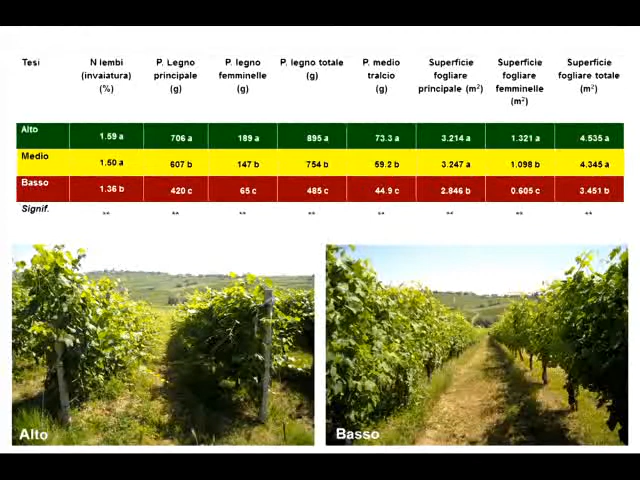 Tesi N lembi P. Legno P. legno P. legno totale P. medio Superficie Superficie Superficie
(invaiatura) principale femminelle (g) tralcio fogliare fogliare fogliare totale
(%) (g) (g) (g) principale (m²) femminelle (m²)
(m²)
Alto 1.59 a 706 a 189 a 895 a 73.3 a 3.214 a 1.321 a 4.535 a
Medio 1.50 a 607 b 147 b 754 b 59.2 b 3.247 a 1.098 b 4.345 a
Basso 1.36 b 420 c 65 c 485 c 44.9 c 2.846 b 0.605 c 3.451 b
Signif. ** ** ** ** ** ** ** **
Alto Basso